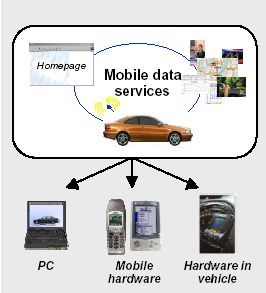 Homepage
Mobile data
services
PC
Mobile
hardware
Hardware in
vehicle